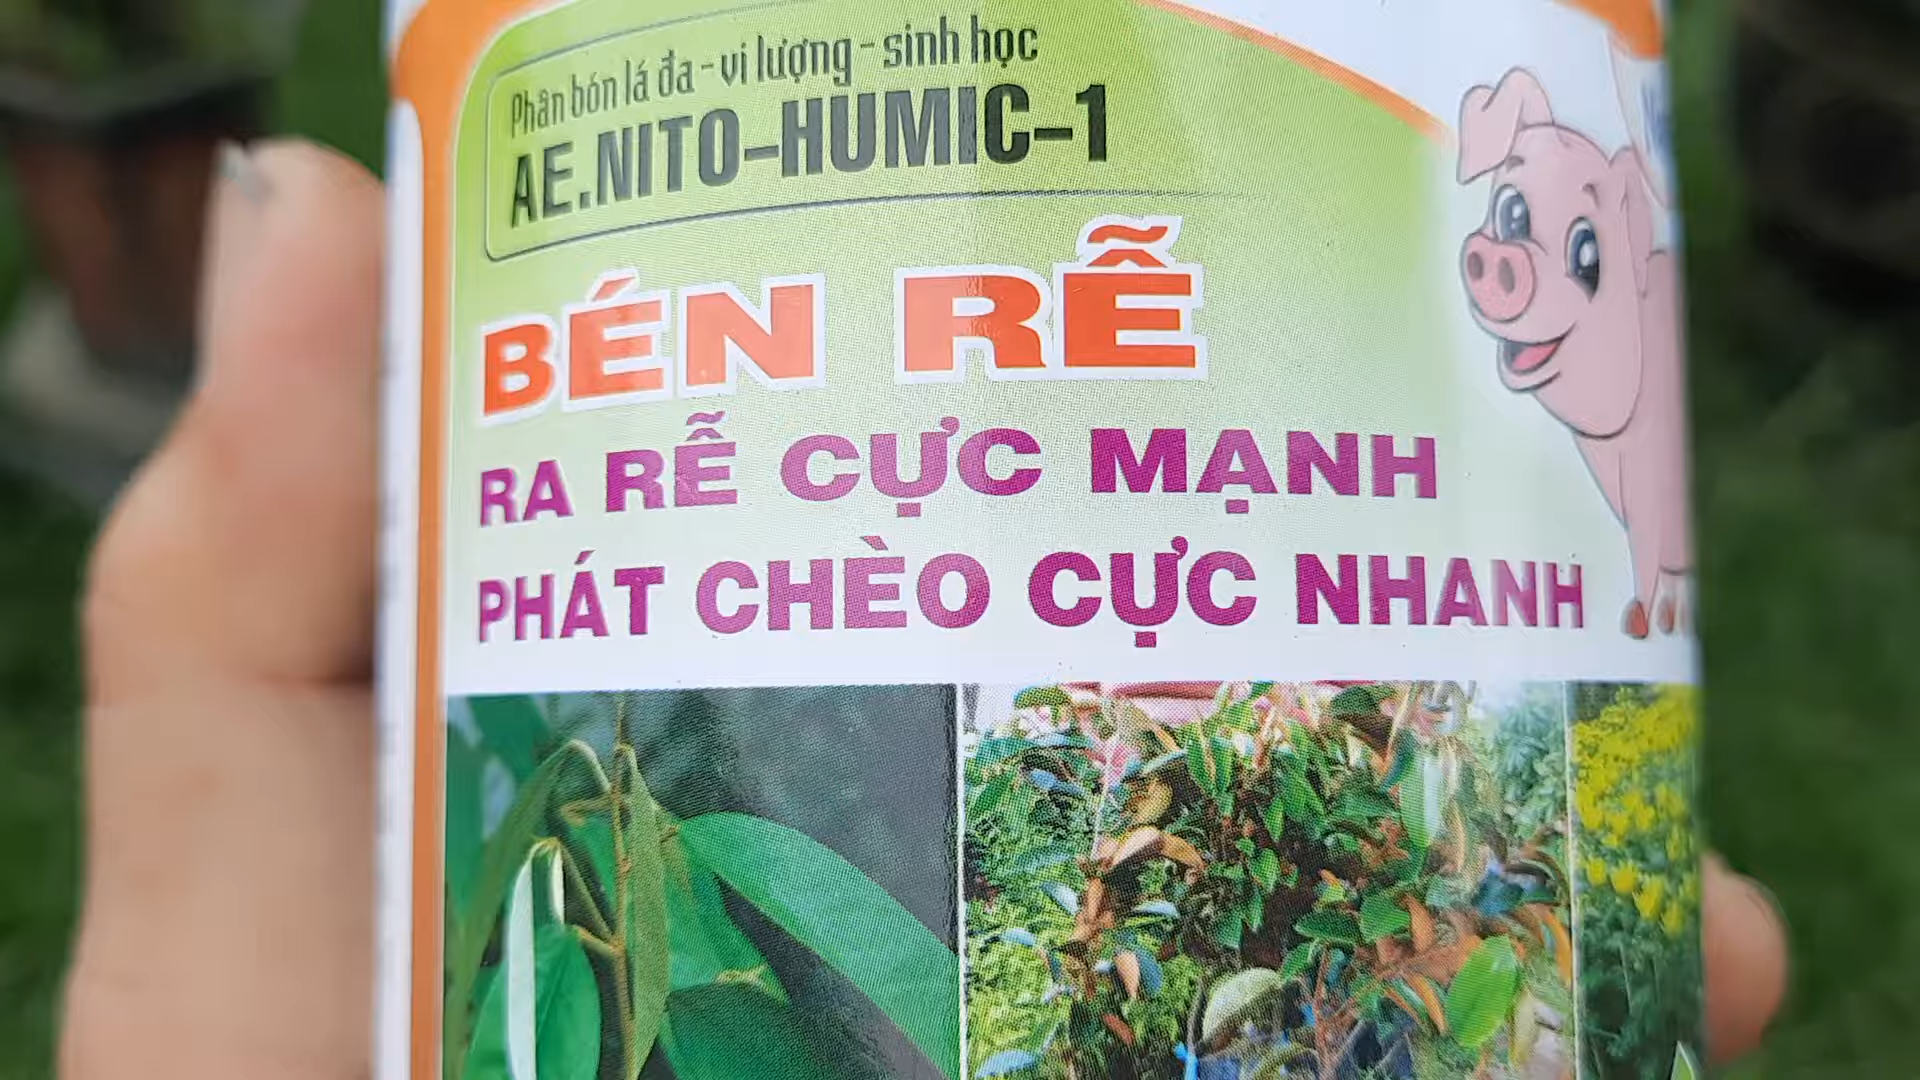 Phân bón lá đa - vi lượng - sinh học
AE.NITO-HUMIC-1
BÉN RỄ
RA RỄ CỰC MẠNH
PHÁT CHÈO CỰC NHANH